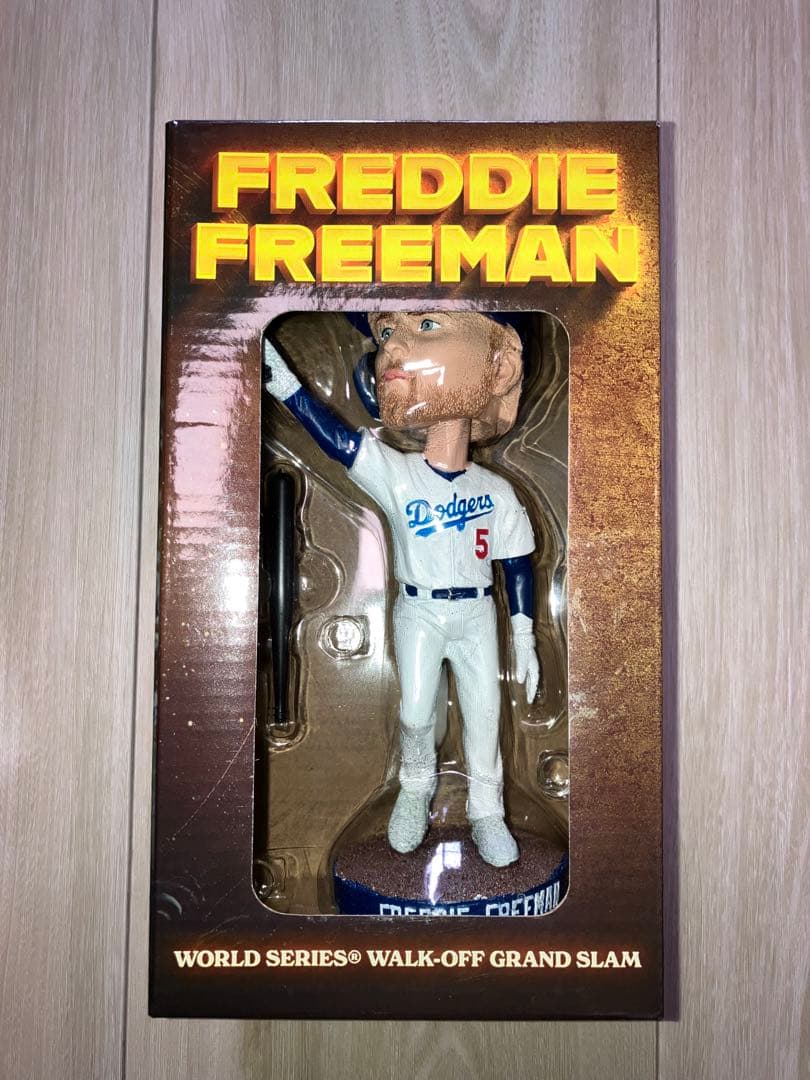 FREDDIE
FREEMAN
Dodgers
5
FREDDIE FREEMAN
WORLD SERIES® WALK-OFF GRAND SLAM